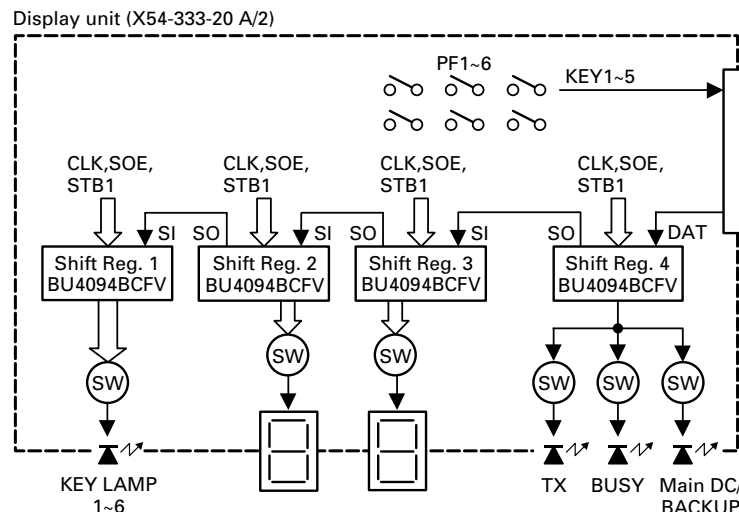 Display unit (X54-333-20 A/2)
PF1~6
KEY1~5
CLK,SOE,
STB1
CLK,SOE,
STB1
CLK,SOE,
STB1
CLK,SOE,
STB1
SI
SO
SI
SO
SI
SO
DAT
Shift Reg. 1
BU4094BCFV
Shift Reg. 2
BU4094BCFV
Shift Reg. 3
BU4094BCFV
Shift Reg. 4
BU4094BCFV
SW
SW
SW
SW
SW
SW
KEY LAMP
1~6
TX
BUSY
Main DC/
BACKUP